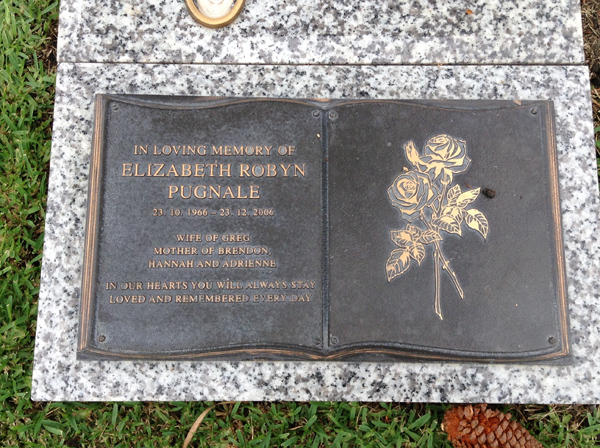 IN LOVING MEMORY OF
ELIZABETH ROBYN
PUGNALE
23. 10. 1966 - 23. 12. 2006
WIFE OF GREG
MOTHER OF BRENDON,
HANNAH AND ADRIENNE
IN OUR HEARTS YOU WILL ALWAYS STAY
LOVED AND REMEMBERED EVERY DAY